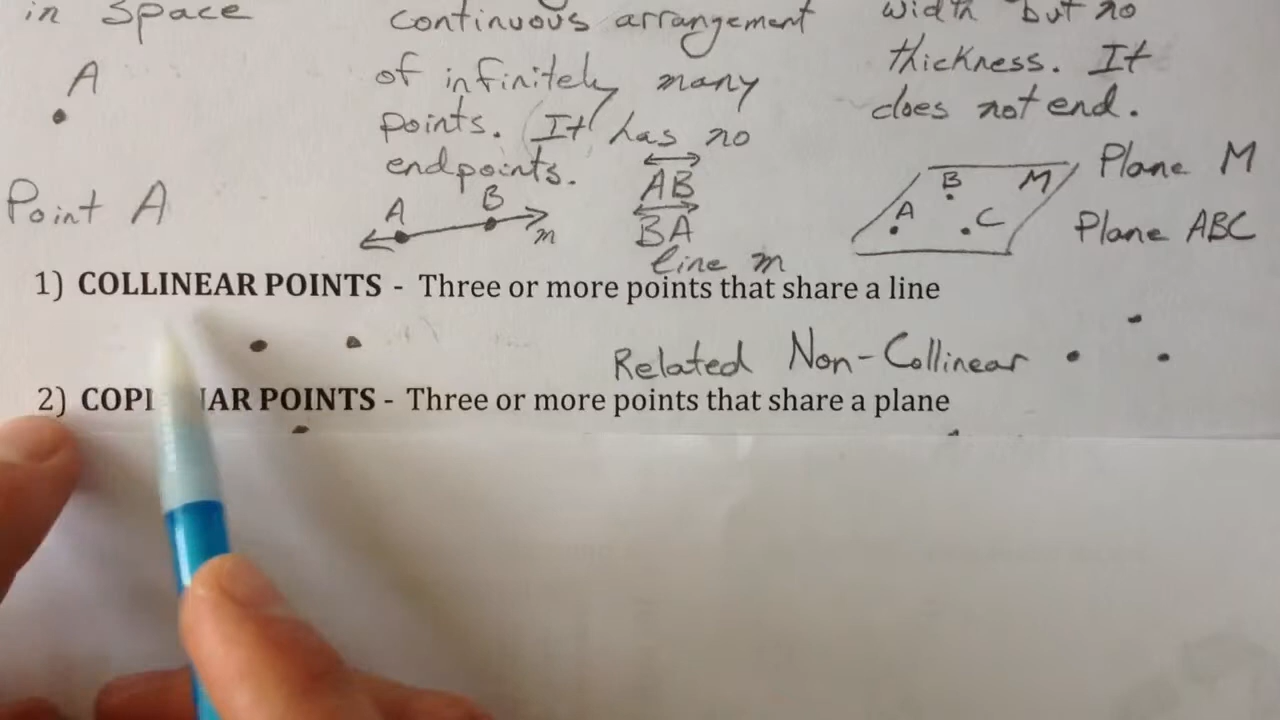 in Space
A
Point A
continuous arrangement
of infinitely many
points. (It has no
endpoints.
A B m
AB
BA
line m
width but no
thickness. It
does not end.
A B C M
Plane M
Plane ABC
1) COLLINEAR POINTS - Three or more points that share a line
Related Non-Collinear
2) COPL NAR POINTS - Three or more points that share a plane